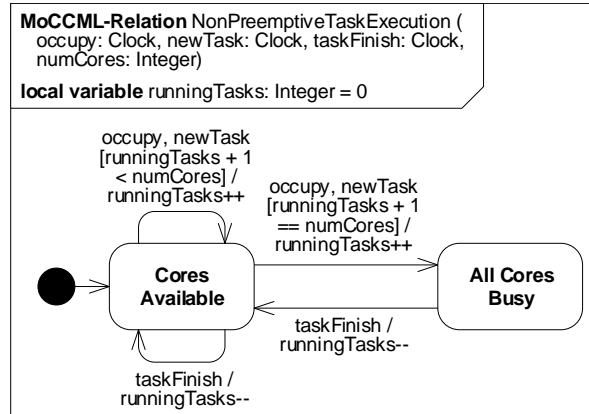 MoCCML-Relation NonPreemptiveTaskExecution (
occupy: Clock, newTask: Clock, taskFinish: Clock,
numCores: Integer)
local variable runningTasks: Integer = 0
occupy, newTask
[runningTasks + 1
< numCores] /
runningTasks++
occupy, newTask
[runningTasks + 1
== numCores] /
runningTasks++
Cores
Available
All Cores
Busy
taskFinish /
runningTasks--
taskFinish /
runningTasks--